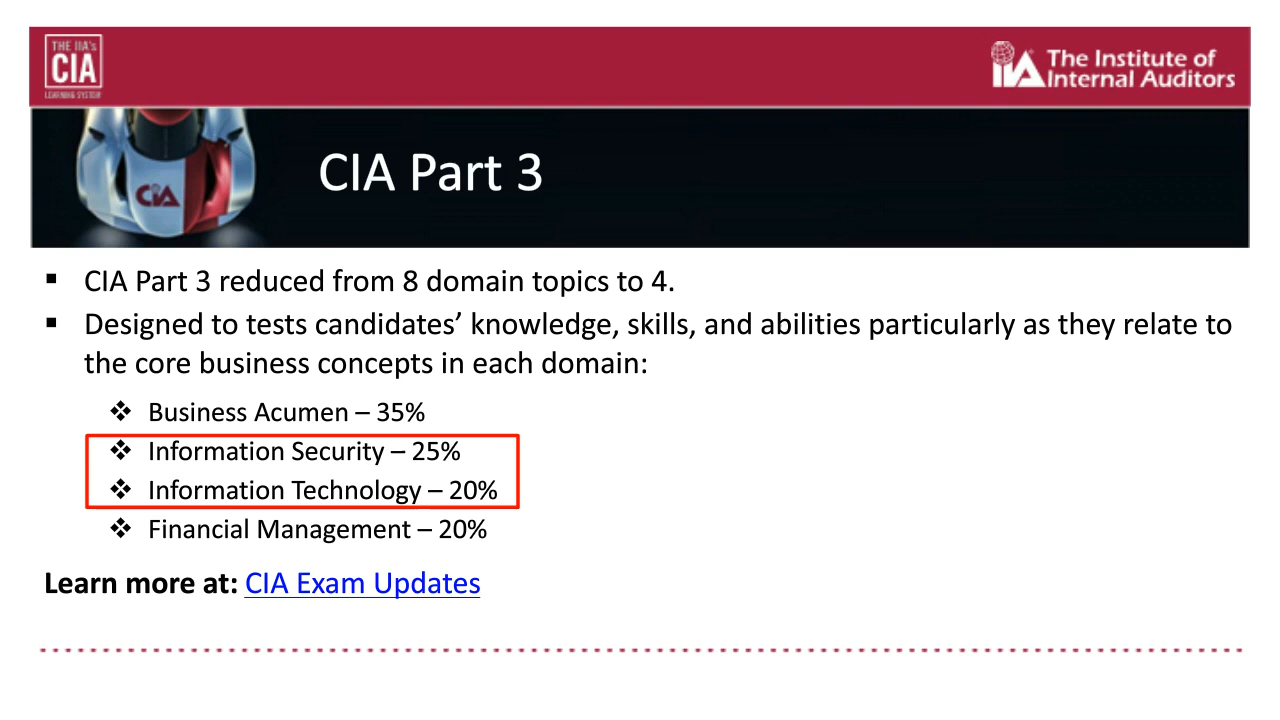 THE IIA's
CIA
LEARNING SYSTEM
IIA The Institute of
Internal Auditors
CIA
CIA Part 3
▪ CIA Part 3 reduced from 8 domain topics to 4.
▪ Designed to tests candidates’ knowledge, skills, and abilities particularly as they relate to
the core business concepts in each domain:
❖ Business Acumen – 35%
❖ Information Security – 25%
❖ Information Technology – 20%
❖ Financial Management – 20%
Learn more at: CIA Exam Updates